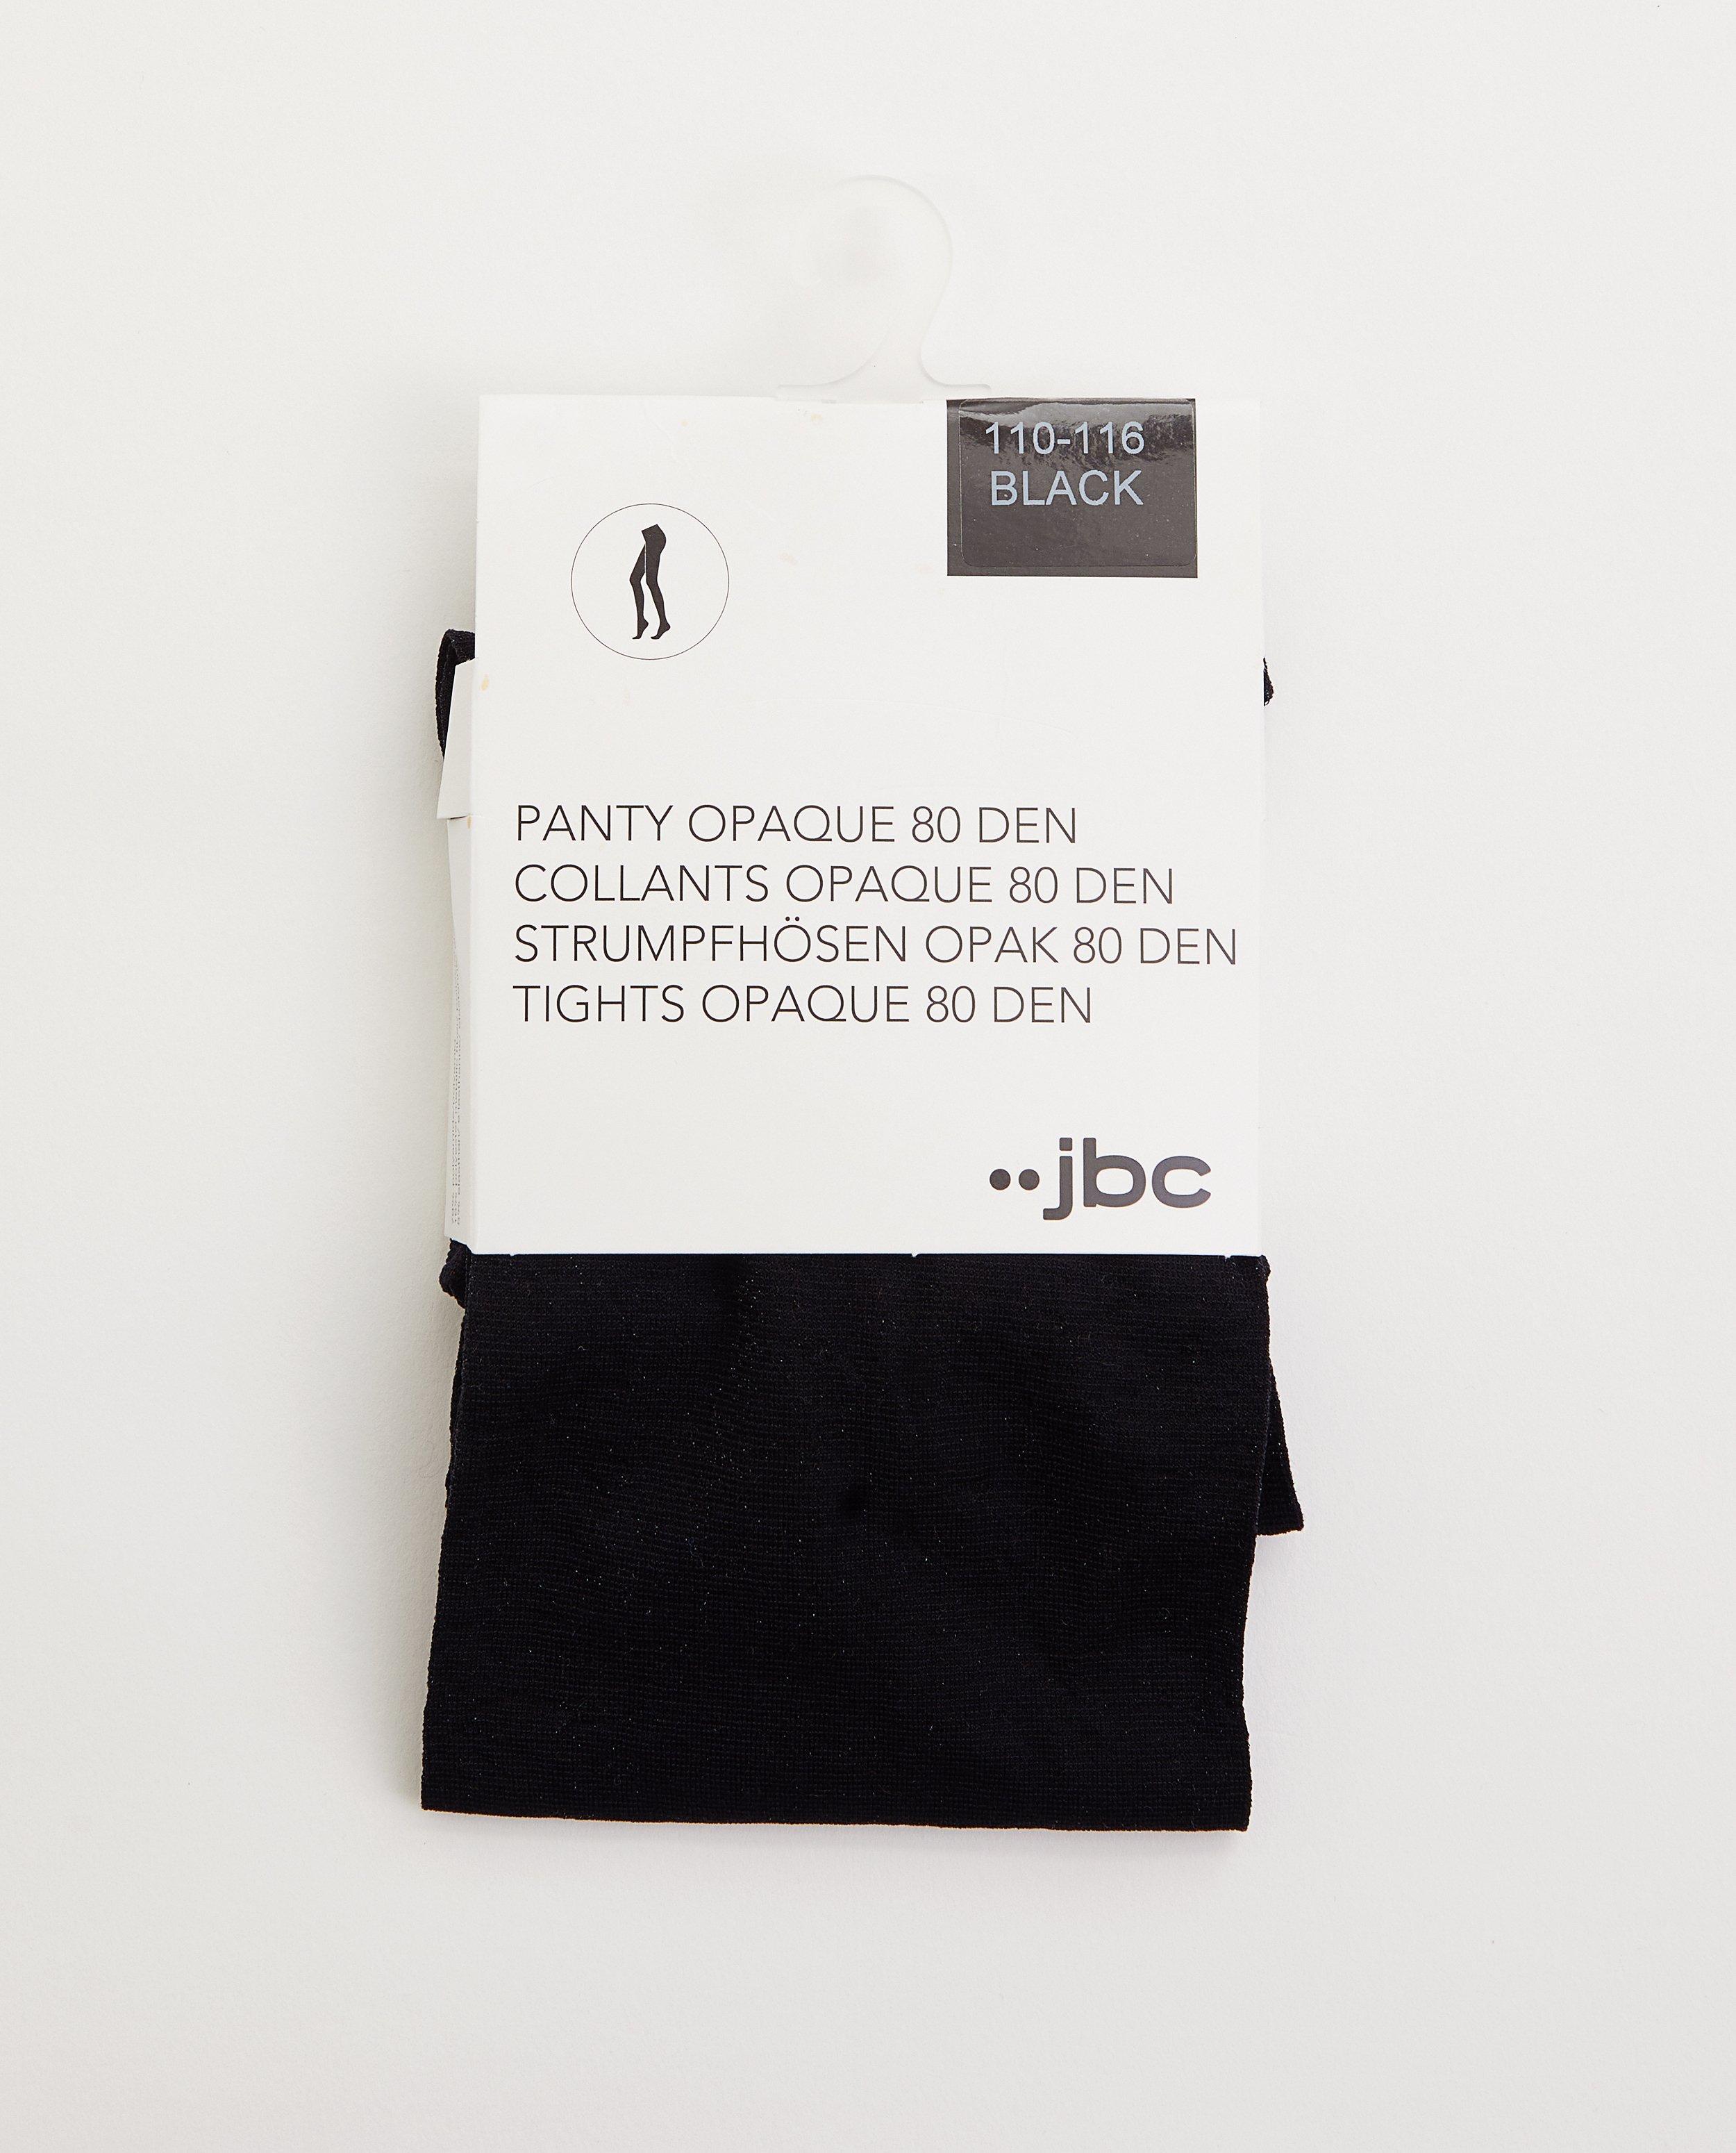 110-116
BLACK
PANTY OPAQUE 80 DEN
COLLANTS OPAQUE 80 DEN
STRUMPFHÖSEN OPAK 80 DEN
TIGHTS OPAQUE 80 DEN
jbc